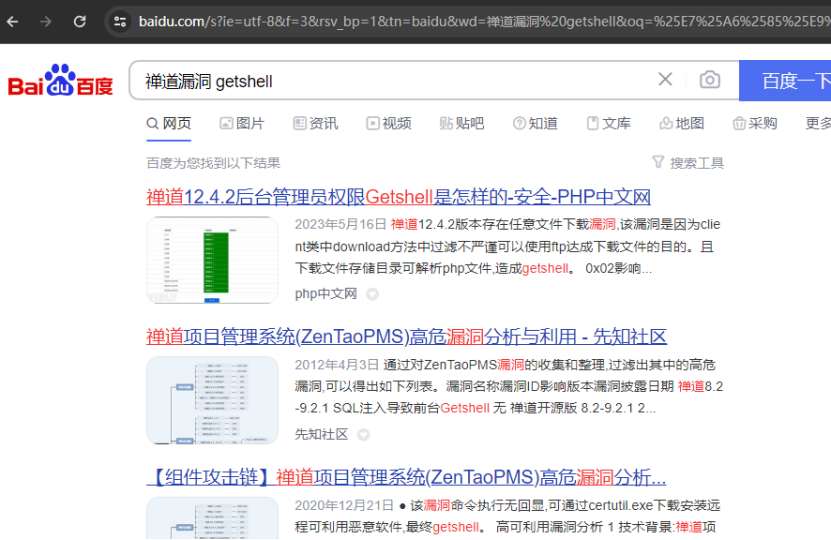 baidu.com/s?ie=utf-8&f=3&rsv_bp=1&tn=baidu&wd=禅道漏洞%20getshell&oq=%25E7%25A6%2585%25E9%
Bai du 百度
禅道漏洞 getshell
百度一下
网页 图片 资讯 视频 贴吧 知道 文库 地图 采购 更多
百度为您找到以下结果
搜索工具
禅道12.4.2后台管理员权限Getshell是怎样的-安全-PHP中文网
2023年5月16日 禅道12.4.2版本存在任意文件下载漏洞,该漏洞是因为clie
nt类中download方法中过滤不严谨可以使用ftp达成下载文件的目的。且
下载文件存储目录可解析php文件,造成getshell。 0x02影响...
php中文网
禅道项目管理系统(ZenTaoPMS)高危漏洞分析与利用 - 先知社区
2012年4月3日 通过对ZenTaoPMS漏洞的收集和整理,过滤出其中的高危
漏洞,可以得出如下列表。漏洞名称漏洞ID影响版本漏洞披露日期 禅道8.2
-9.2.1 SQL注入导致前台Getshell 无 禅道开源版 8.2-9.2.1 2...
先知社区
【组件攻击链】禅道项目管理系统(ZenTaoPMS)高危漏洞分析...
2020年12月21日 ● 该漏洞命令执行无回显,可通过certutil.exe下载安装远
程可利用恶意软件,最终getshell。 高可利用漏洞分析 1 技术背景:禅道项